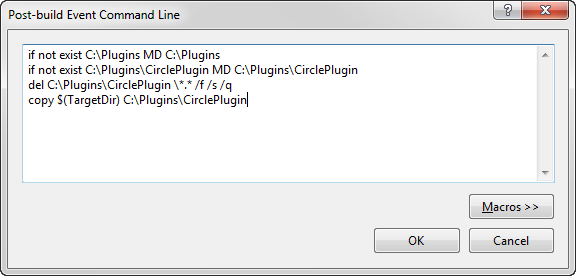 Post-build Event Command Line
?
if not exist C:\Plugins MD C:\Plugins
if not exist C:\Plugins\CirclePlugin MD C:\Plugins\CirclePlugin
del C:\Plugins\CirclePlugin \*.* /f /s /q
copy $(TargetDir) C:\Plugins\CirclePlugin
Macros >>
OK
Cancel